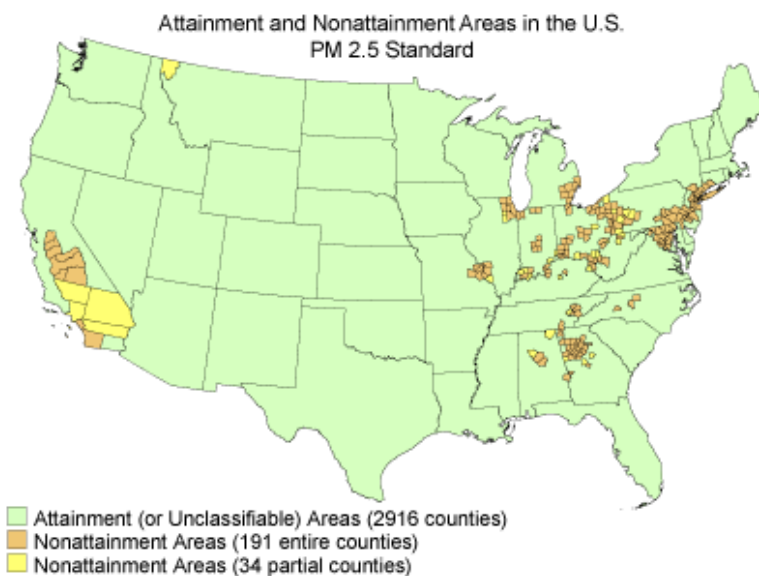 Attainment and Nonattainment Areas in the U.S.
PM 2.5 Standard
Attainment (or Unclassifiable) Areas (2916 counties)
Nonattainment Areas (191 entire counties)
Nonattainment Areas (34 partial counties)